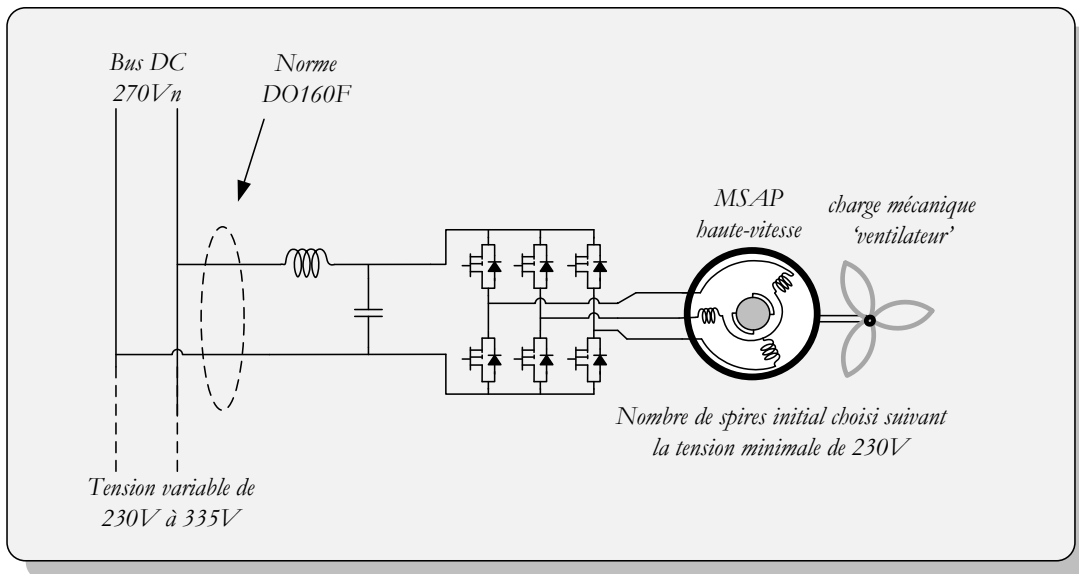 Bus DC
270Vn
Norme
DO160F
MSAP
haute-vitesse
charge mécanique
‘ventilateur’
Nombre de spires initial choisi suivant
la tension minimale de 230V
Tension variable de
230V à 335V